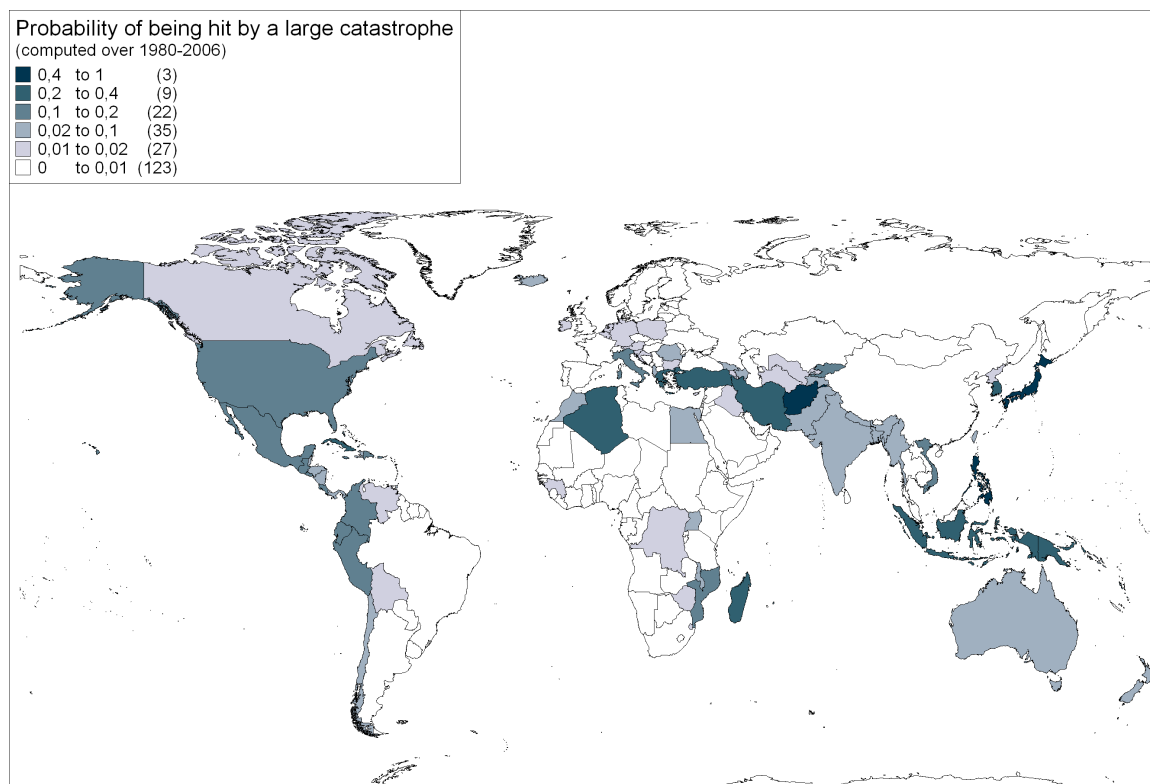 Probability of being hit by a large catastrophe
(computed over 1980-2006)
0,4 to 1 (3)
0,2 to 0,4 (9)
0,1 to 0,2 (22)
0,02 to 0,1 (35)
0,01 to 0,02 (27)
0 to 0,01 (123)